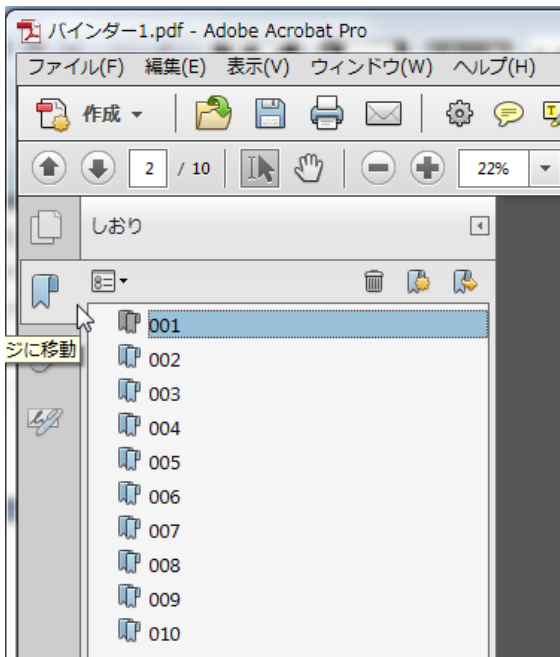 バインダー1.pdf - Adobe Acrobat Pro
ファイル(F) 編集(E) 表示(V) ウィンドウ(W) ヘルプ(H)
作成
2 / 10 22%
しおり
001
ジに移動
002
003
004
005
006
007
008
009
010